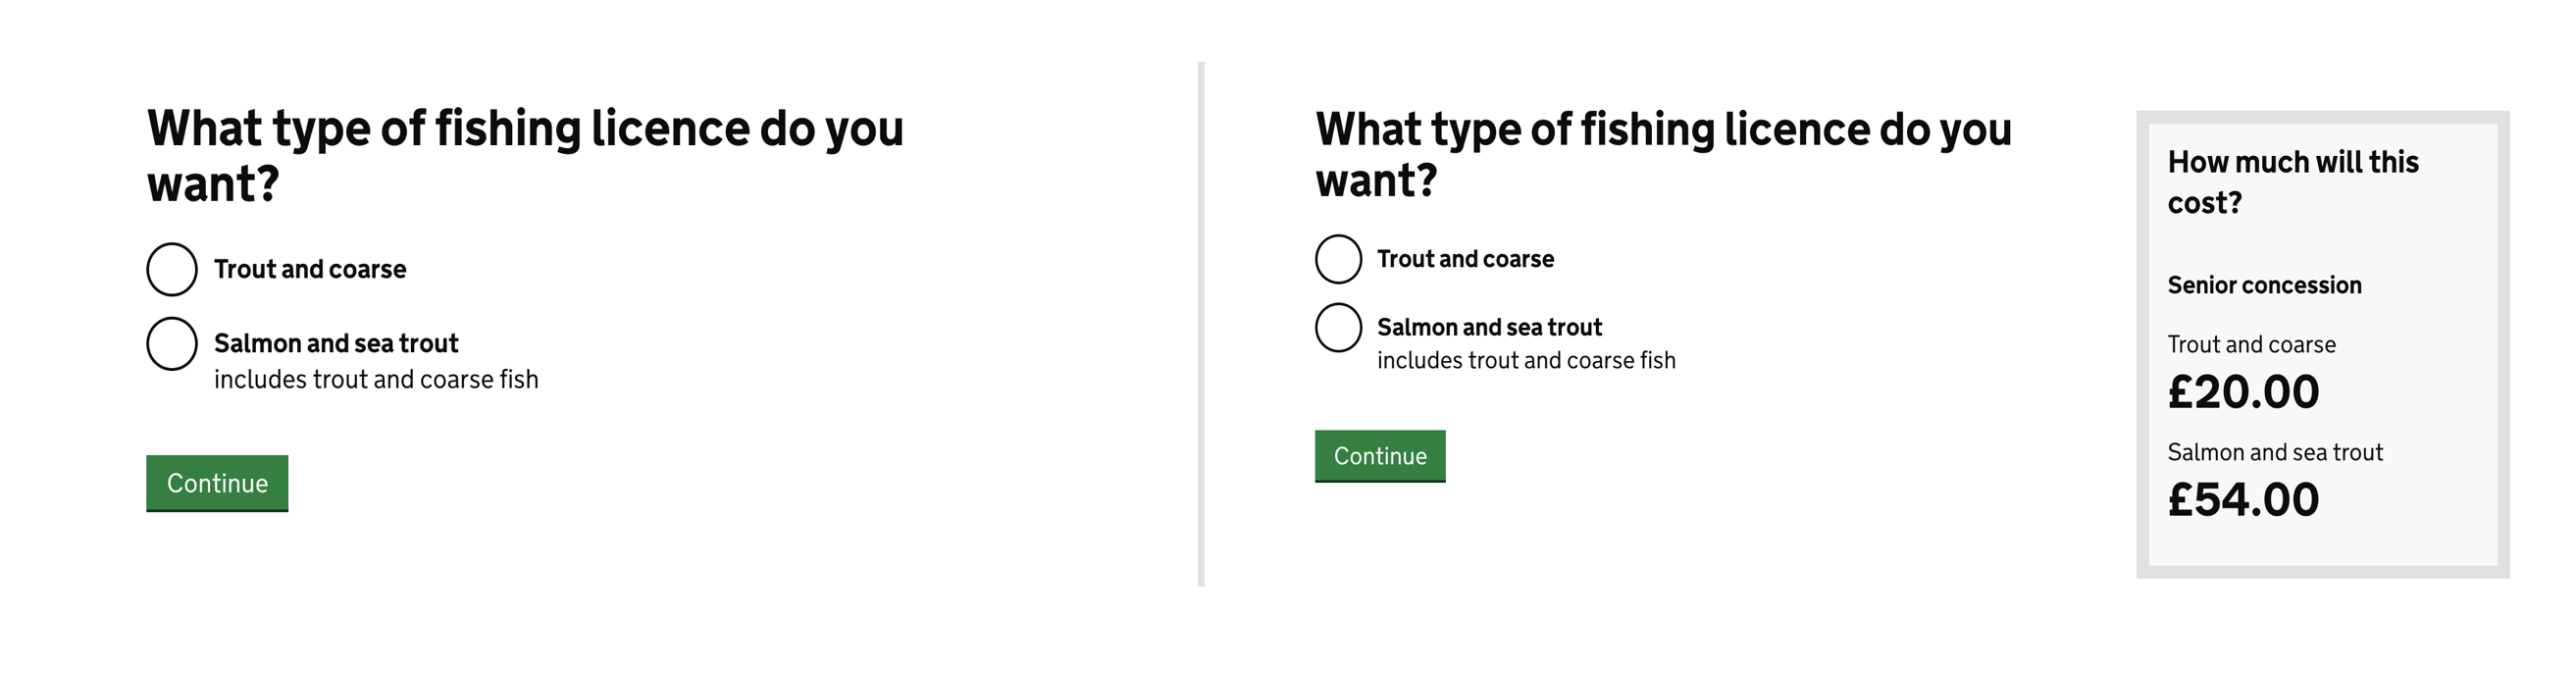 What type of fishing licence do you
want?
Trout and coarse
Salmon and sea trout
includes trout and coarse fish
Continue
What type of fishing licence do you
want?
Trout and coarse
Salmon and sea trout
includes trout and coarse fish
Continue
How much will this
cost?
Senior concession
Trout and coarse
£20.00
Salmon and sea trout
£54.00